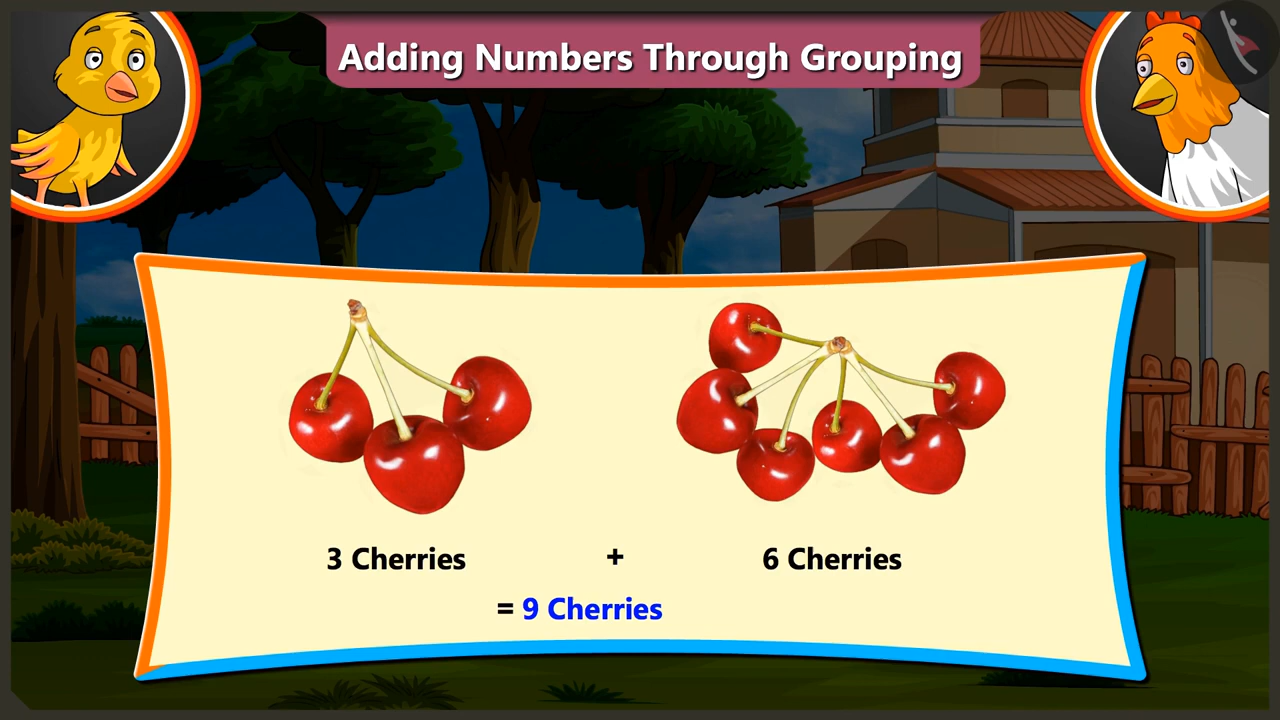 Adding Numbers Through Grouping
3 Cherries + 6 Cherries
= 9 Cherries